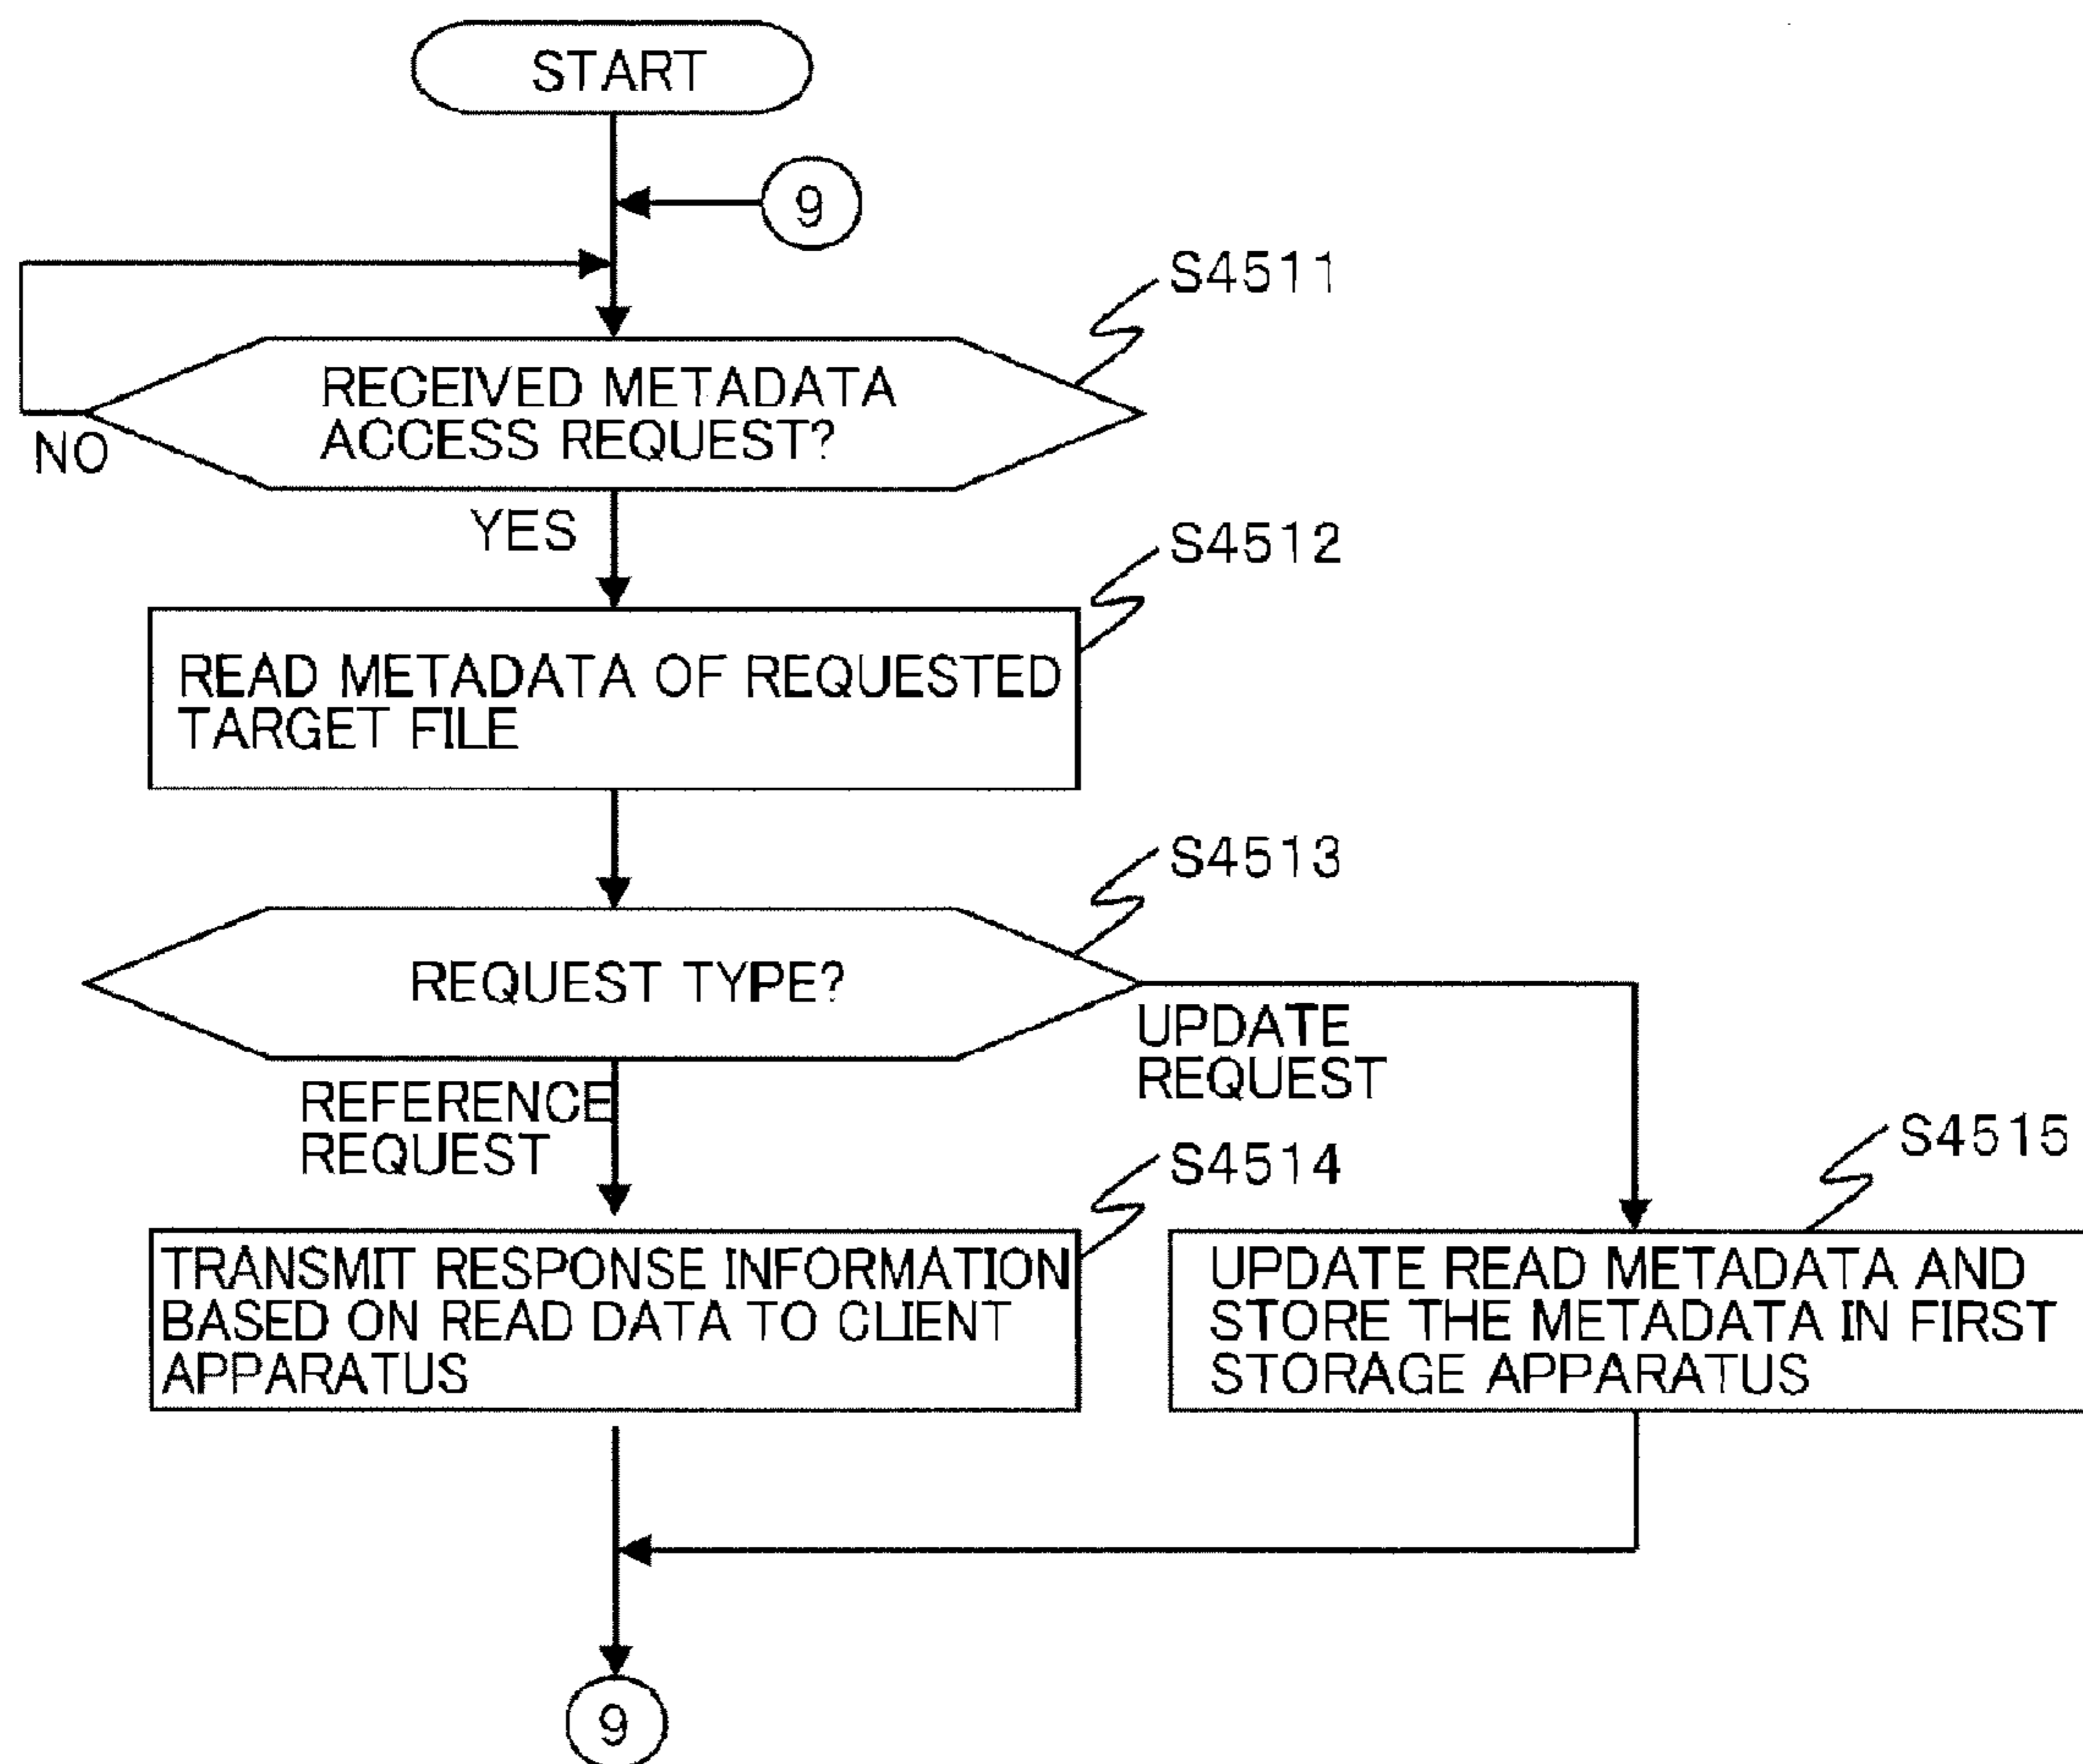 START
9
S4511
RECEIVED METADATA
ACCESS REQUEST?
NO
YES
S4512
READ METADATA OF REQUESTED
TARGET FILE
S4513
REQUEST TYPE?
UPDATE
REQUEST
REFERENCE
REQUEST
S4514
S4515
TRANSMIT RESPONSE INFORMATION
BASED ON READ DATA TO CLIENT
APPARATUS
UPDATE READ METADATA AND
STORE THE METADATA IN FIRST
STORAGE APPARATUS
9